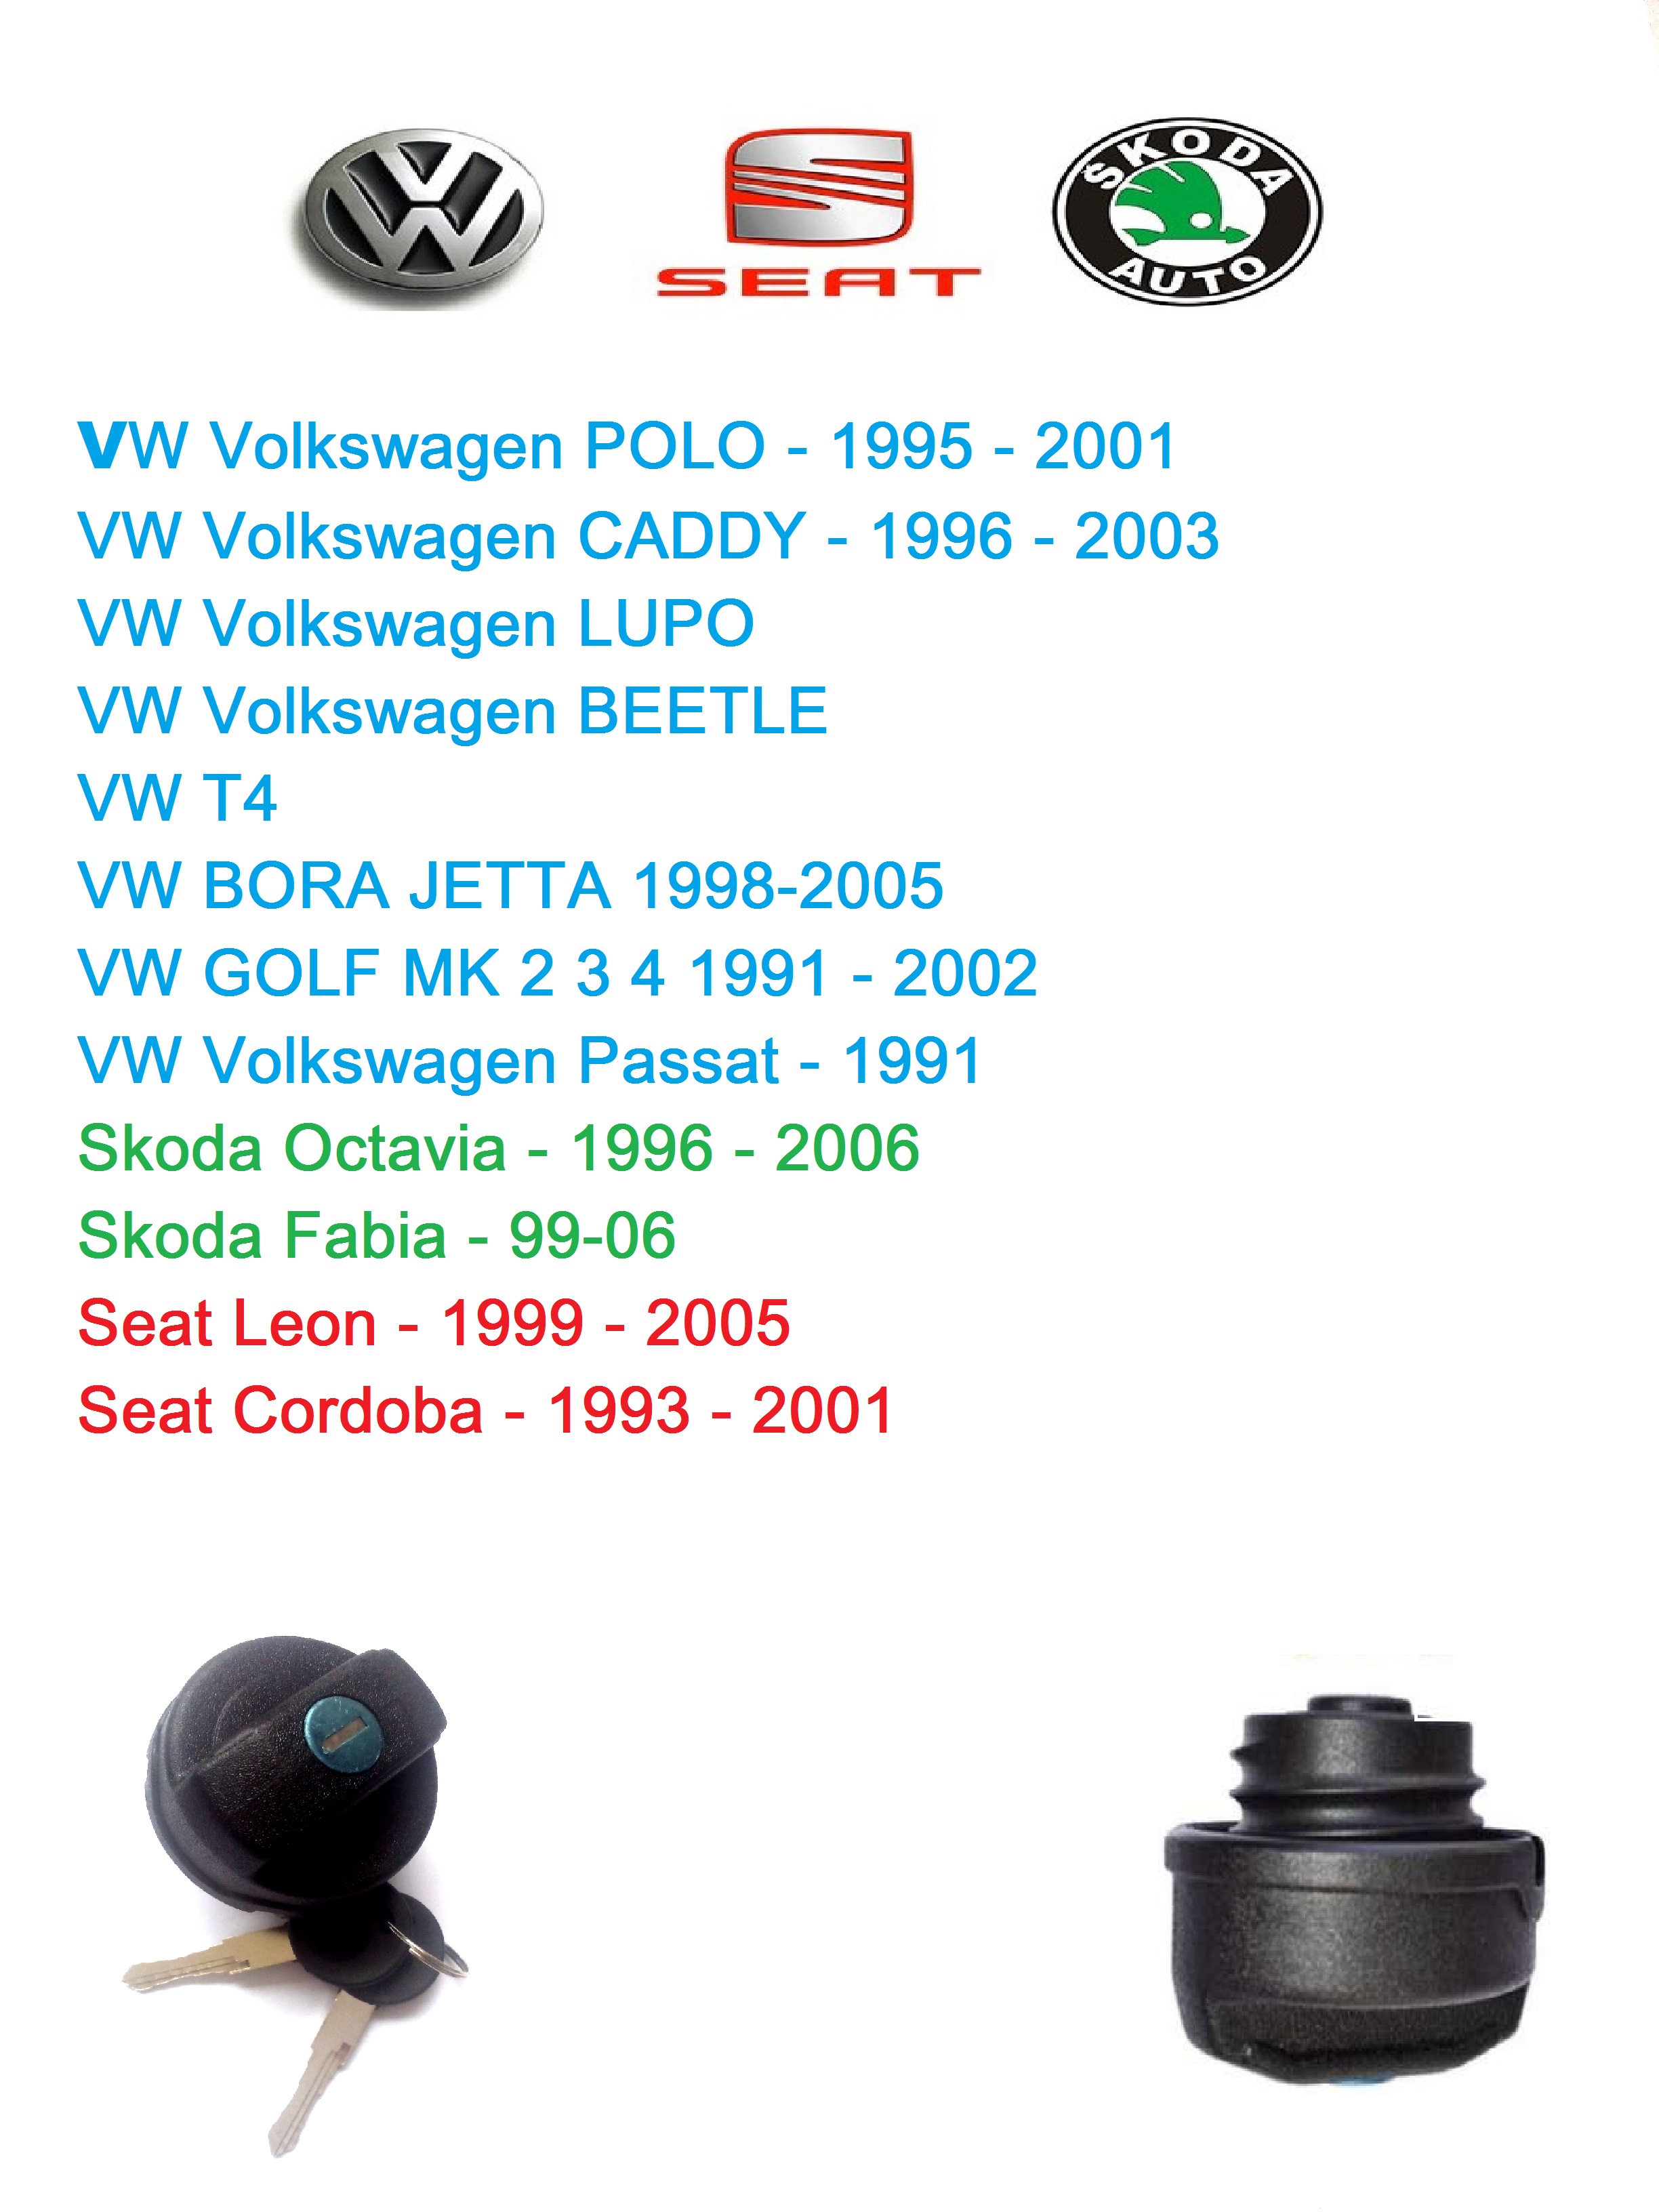 SEAT
ŠKODA
AUTO
VW Volkswagen POLO - 1995 - 2001
VW Volkswagen CADDY - 1996 - 2003
VW Volkswagen LUPO
VW Volkswagen BEETLE
VW T4
VW BORA JETTA 1998-2005
VW GOLF MK 2 3 4 1991 - 2002
VW Volkswagen Passat - 1991
Skoda Octavia - 1996 - 2006
Skoda Fabia - 99-06
Seat Leon - 1999 - 2005
Seat Cordoba - 1993 - 2001